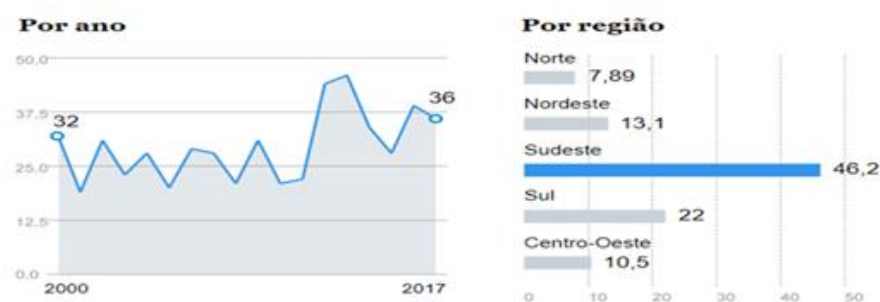 Por ano
50,0
37,5
25,0
12,5
0,0
32
36
2000
2017
Por região
Norte
7,89
Nordeste
13,1
Sudeste
46,2
Sul
22
Centro-Oeste
10,5
0 10 20 30 40 50